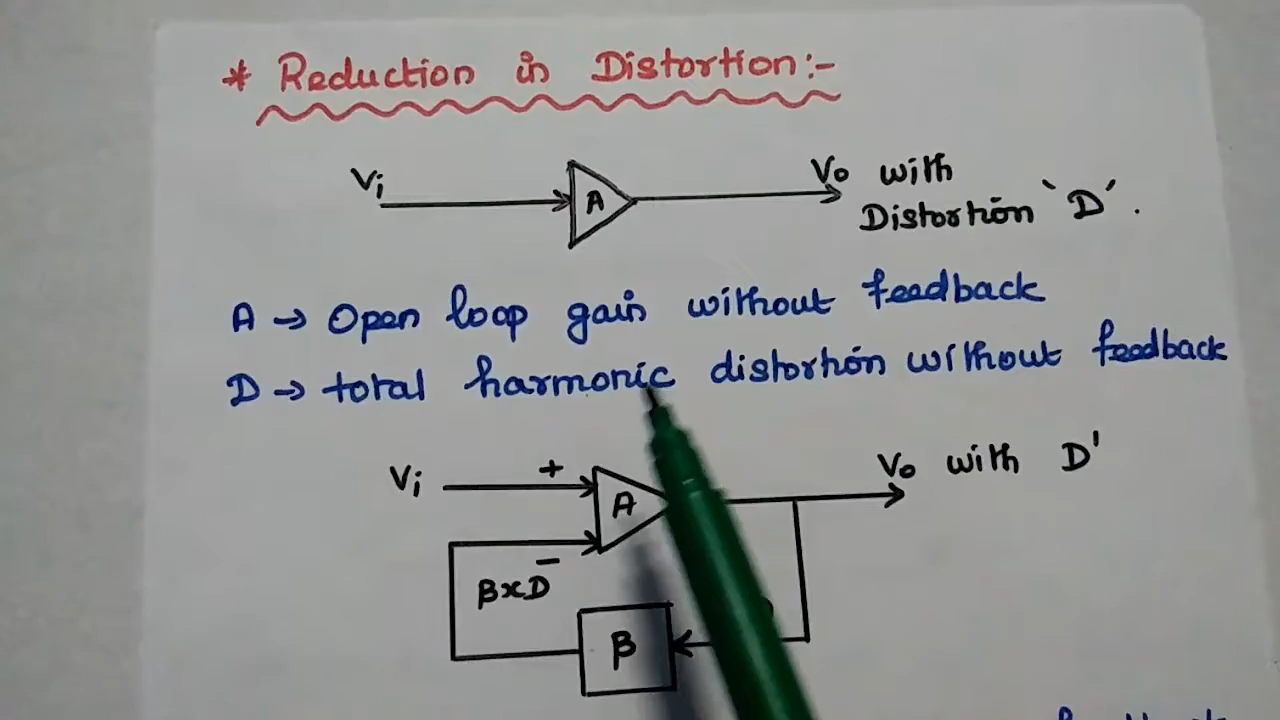 * Reduction in Distortion:-
Vi
A
Vo with
Distortion 'D'.
A → Open loop gain without feedback
D → total harmonic distortion without feedback
Vi
+
A
Vo with D'
-
β×D
β